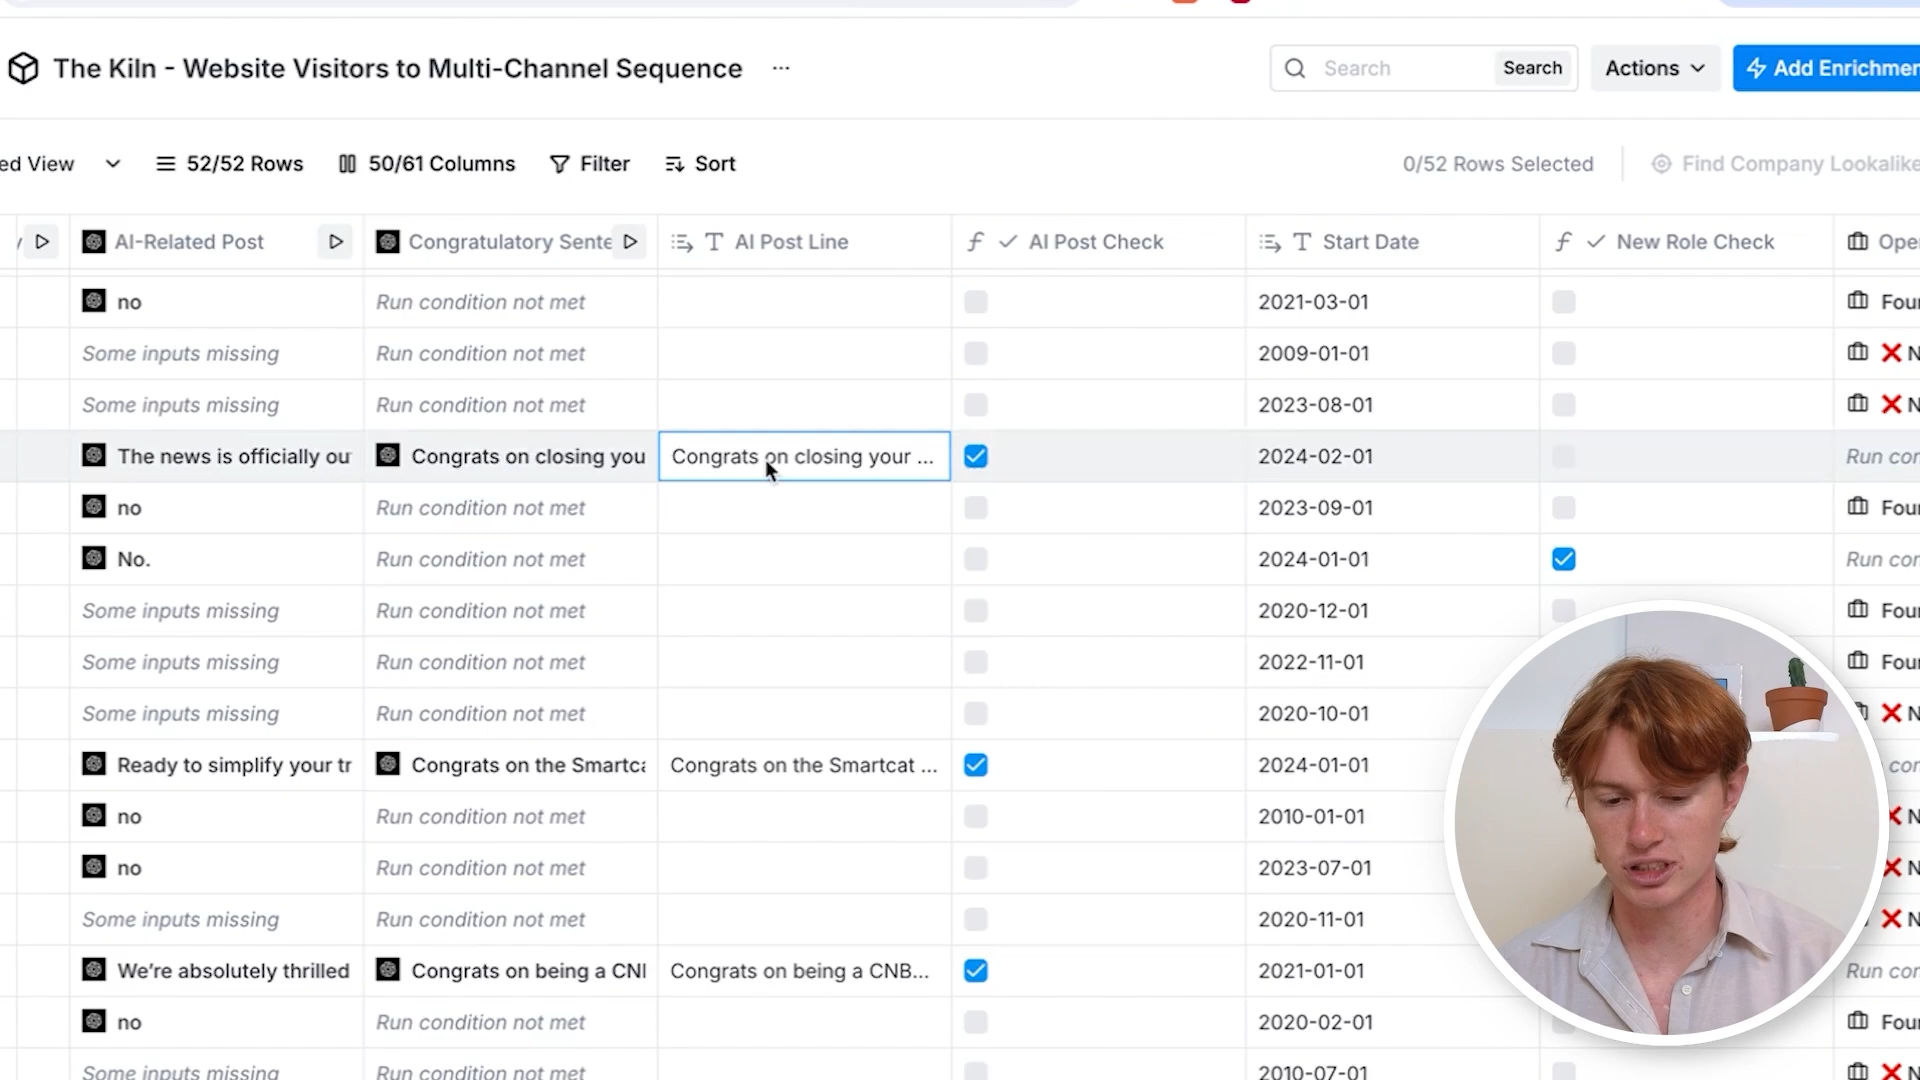 The Kiln - Website Visitors to Multi-Channel Sequence ...
Search Search Actions Add Enrichmen
ed View 52/52 Rows 50/61 Columns Filter Sort 0/52 Rows Selected Find Company Lookalike
AI-Related Post Congratulatory Sente AI Post Line AI Post Check Start Date New Role Check Ope
no Run condition not met 2021-03-01 Four
Some inputs missing Run condition not met 2009-01-01 N
Some inputs missing Run condition not met 2023-08-01 N
The news is officially ou Congrats on closing you Congrats on closing your ... 2024-02-01 Run con
no Run condition not met 2023-09-01 Four
No. Run condition not met 2024-01-01 Run con
Some inputs missing Run condition not met 2020-12-01 Four
Some inputs missing Run condition not met 2022-11-01 Four
Some inputs missing Run condition not met 2020-10-01 N
Ready to simplify your tr Congrats on the Smartca Congrats on the Smartcat ... 2024-01-01 con
no Run condition not met 2010-01-01 N
no Run condition not met 2023-07-01 N
Some inputs missing Run condition not met 2020-11-01 N
We're absolutely thrilled Congrats on being a CNI Congrats on being a CNB... 2021-01-01 Run con
no Run condition not met 2020-02-01 Four
Some inputs missing Run condition not met 2010-07-01 N